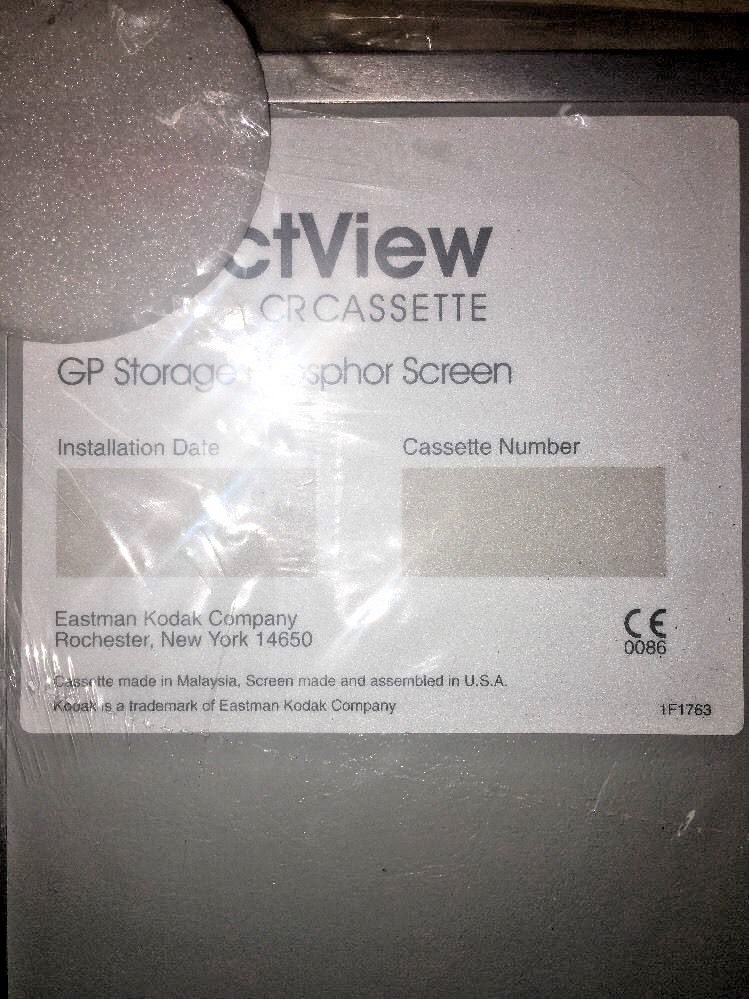 ctView
CR CASSETTE
GP Storage sphor Screen
Installation Date
Cassette Number
Eastman Kodak Company
Rochester, New York 14650
CE
0086
Cassette made in Malaysia, Screen made and assembled in U.S.A.
Kodak is a trademark of Eastman Kodak Company
1F1763